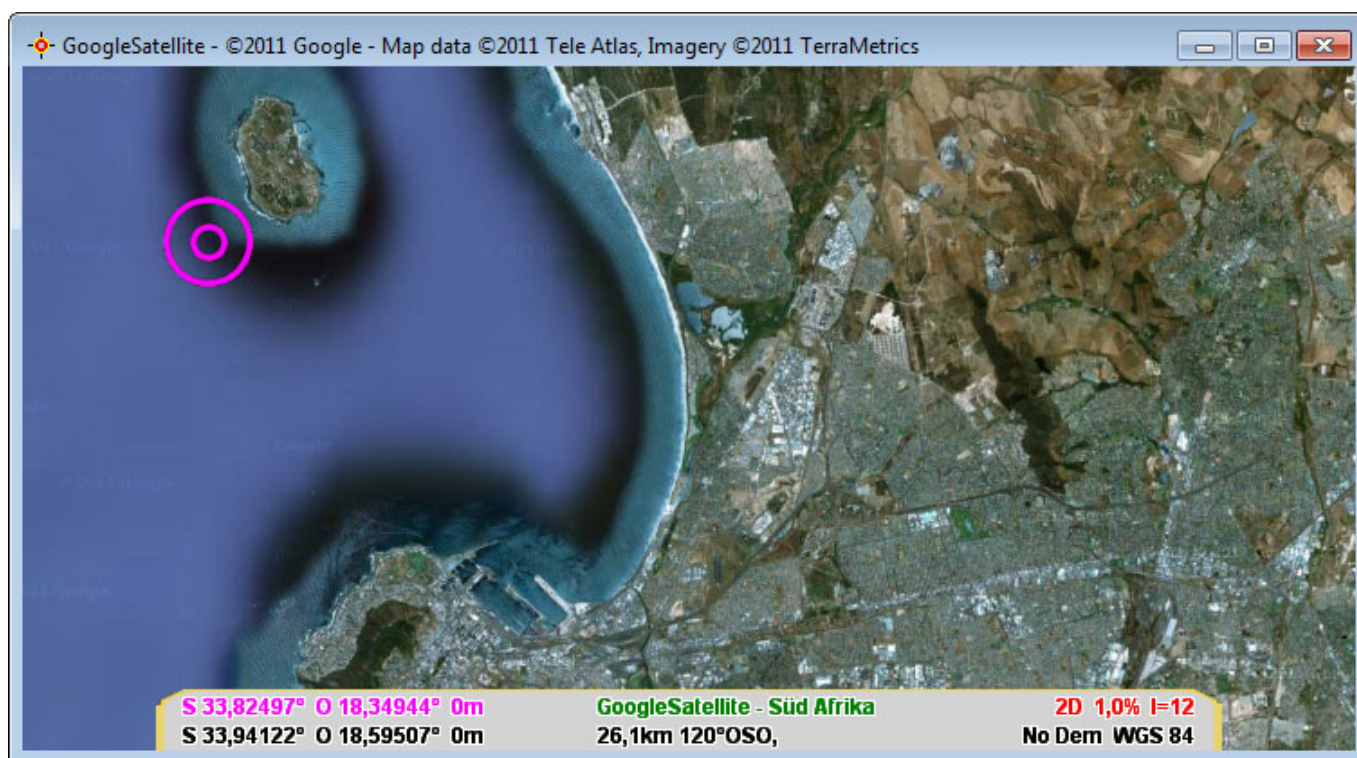 GoogleSatellite - ©2011 Google - Map data ©2011 Tele Atlas, Imagery ©2011 TerraMetrics
S 33,82497° O 18,34944° 0m GoogleSatellite - Süd Afrika 2D 1,0% l=12
S 33,94122° O 18,59507° 0m 26,1km 120°OSO, No Dem WGS 84